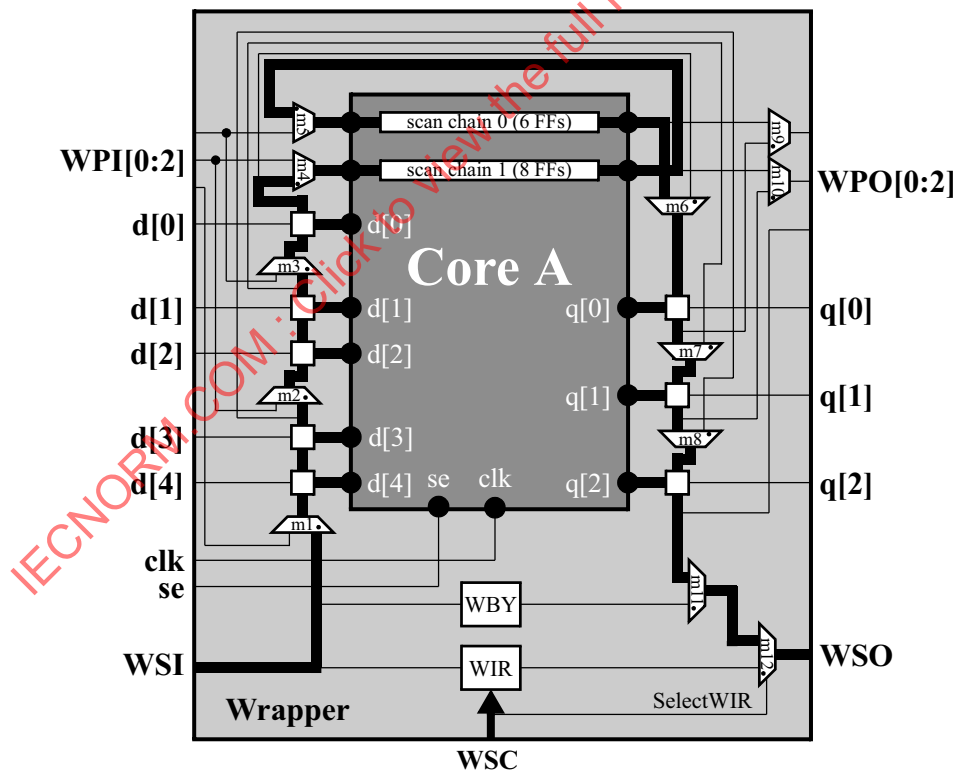 m5
scan chain 0 (6 FFs)
m9
WPI[0:2]
m4
scan chain 1 (8 FFs)
m10
WPO[0:2]
m6
d[0]
d[0]
m3
Core A
d[1]
d[1]
q[0]
q[0]
d[2]
d[2]
m7
m2
q[1]
q[1]
d[3]
d[3]
m8
d[4]
d[4]
se
clk
q[2]
q[2]
m1
clk
se
m11
WBY
WSI
WIR
m12
WSO
SelectWIR
Wrapper
WSC
IECNORM.COM : Click to view the full